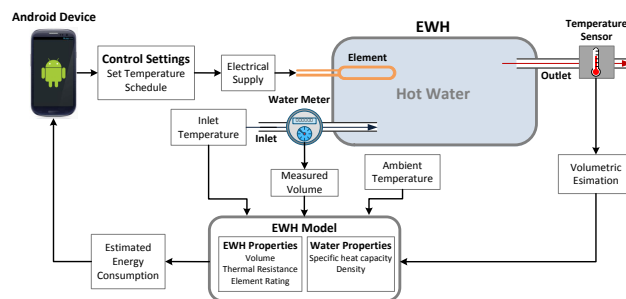 Android Device
EWH
Temperature
Sensor
Control Settings
Set Temperature
Schedule
Electrical
Supply
Element
Hot Water
Outlet
Water Meter
Inlet
Temperature
Inlet
Measured
Volume
Ambient
Temperature
Volumetric
Esimation
EWH Model
EWH Properties
Volume
Thermal Resistance
Element Rating
Water Properties
Specific heat capacity
Density
Estimated
Energy
Consumption